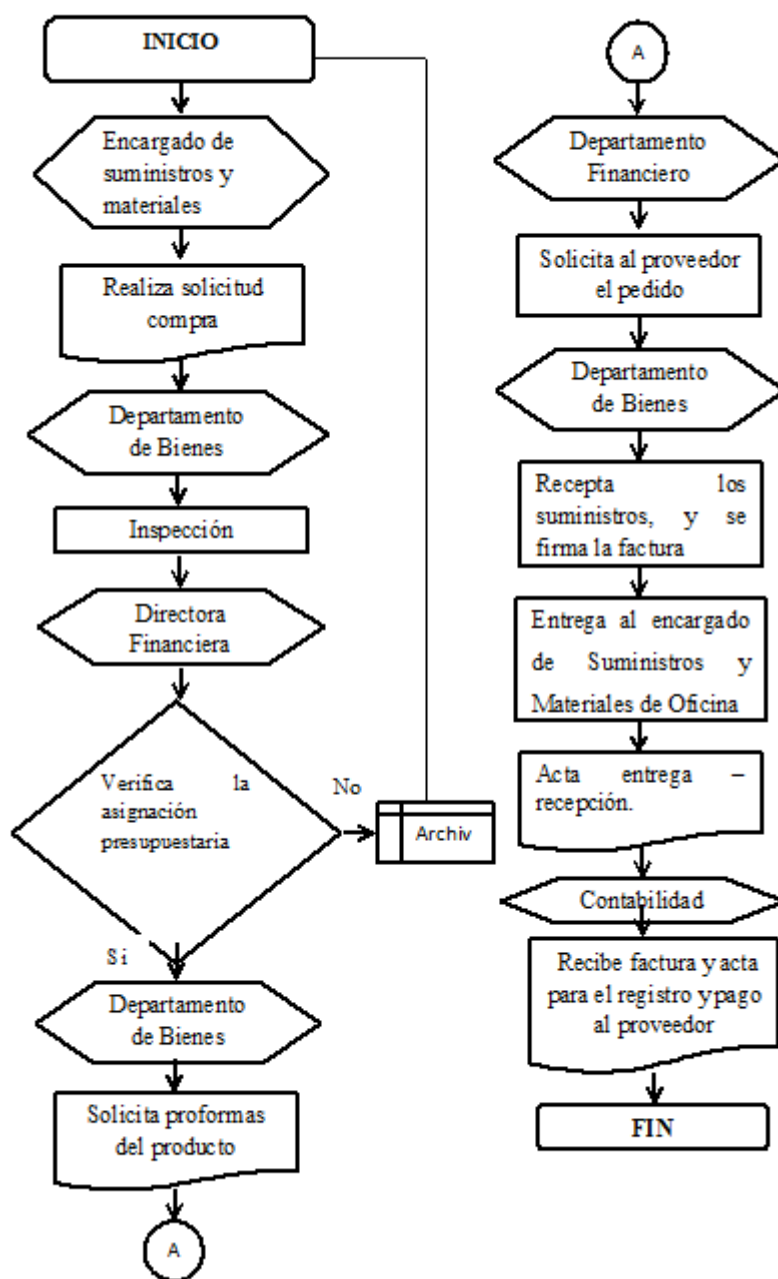 INICIO
Encargado de
suministros y
materiales
Realiza solicitud
compra
Departamento
de Bienes
Inspección
Directora
Financiera
Verifica la
asignación
presupuestaria
No
Archiv
Si
Departamento
de Bienes
Solicita proformas
del producto
A
A
Departamento
Financiero
Solicita al proveedor
el pedido
Departamento
de Bienes
Recepta los
suministros, y se
firma la factura
Entrega al encargado
de Suministros y
Materiales de Oficina
Acta entrega –
recepción.
Contabilidad
Recibe factura y acta
para el registro y pago
al proveedor
FIN